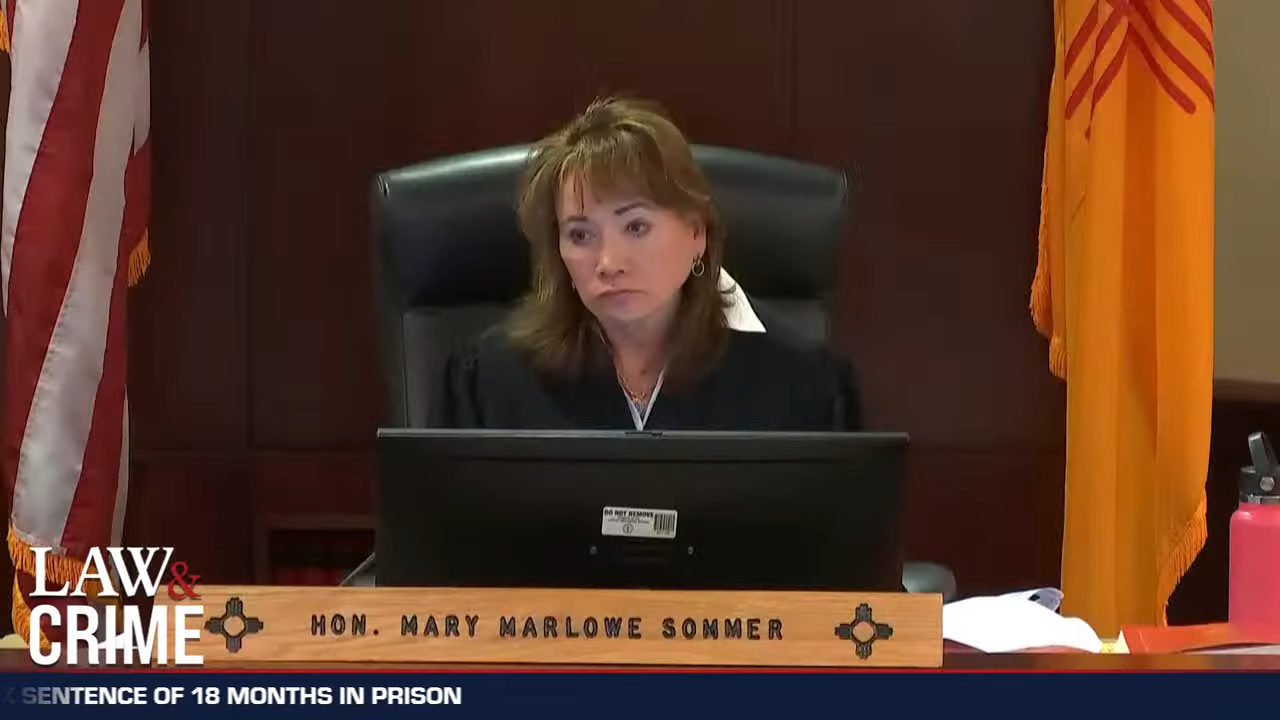 HON. MARY MARLOWE SOMMER
DO NOT REMOVE
LAW&
CRIME
SENTENCE OF 18 MONTHS IN PRISON